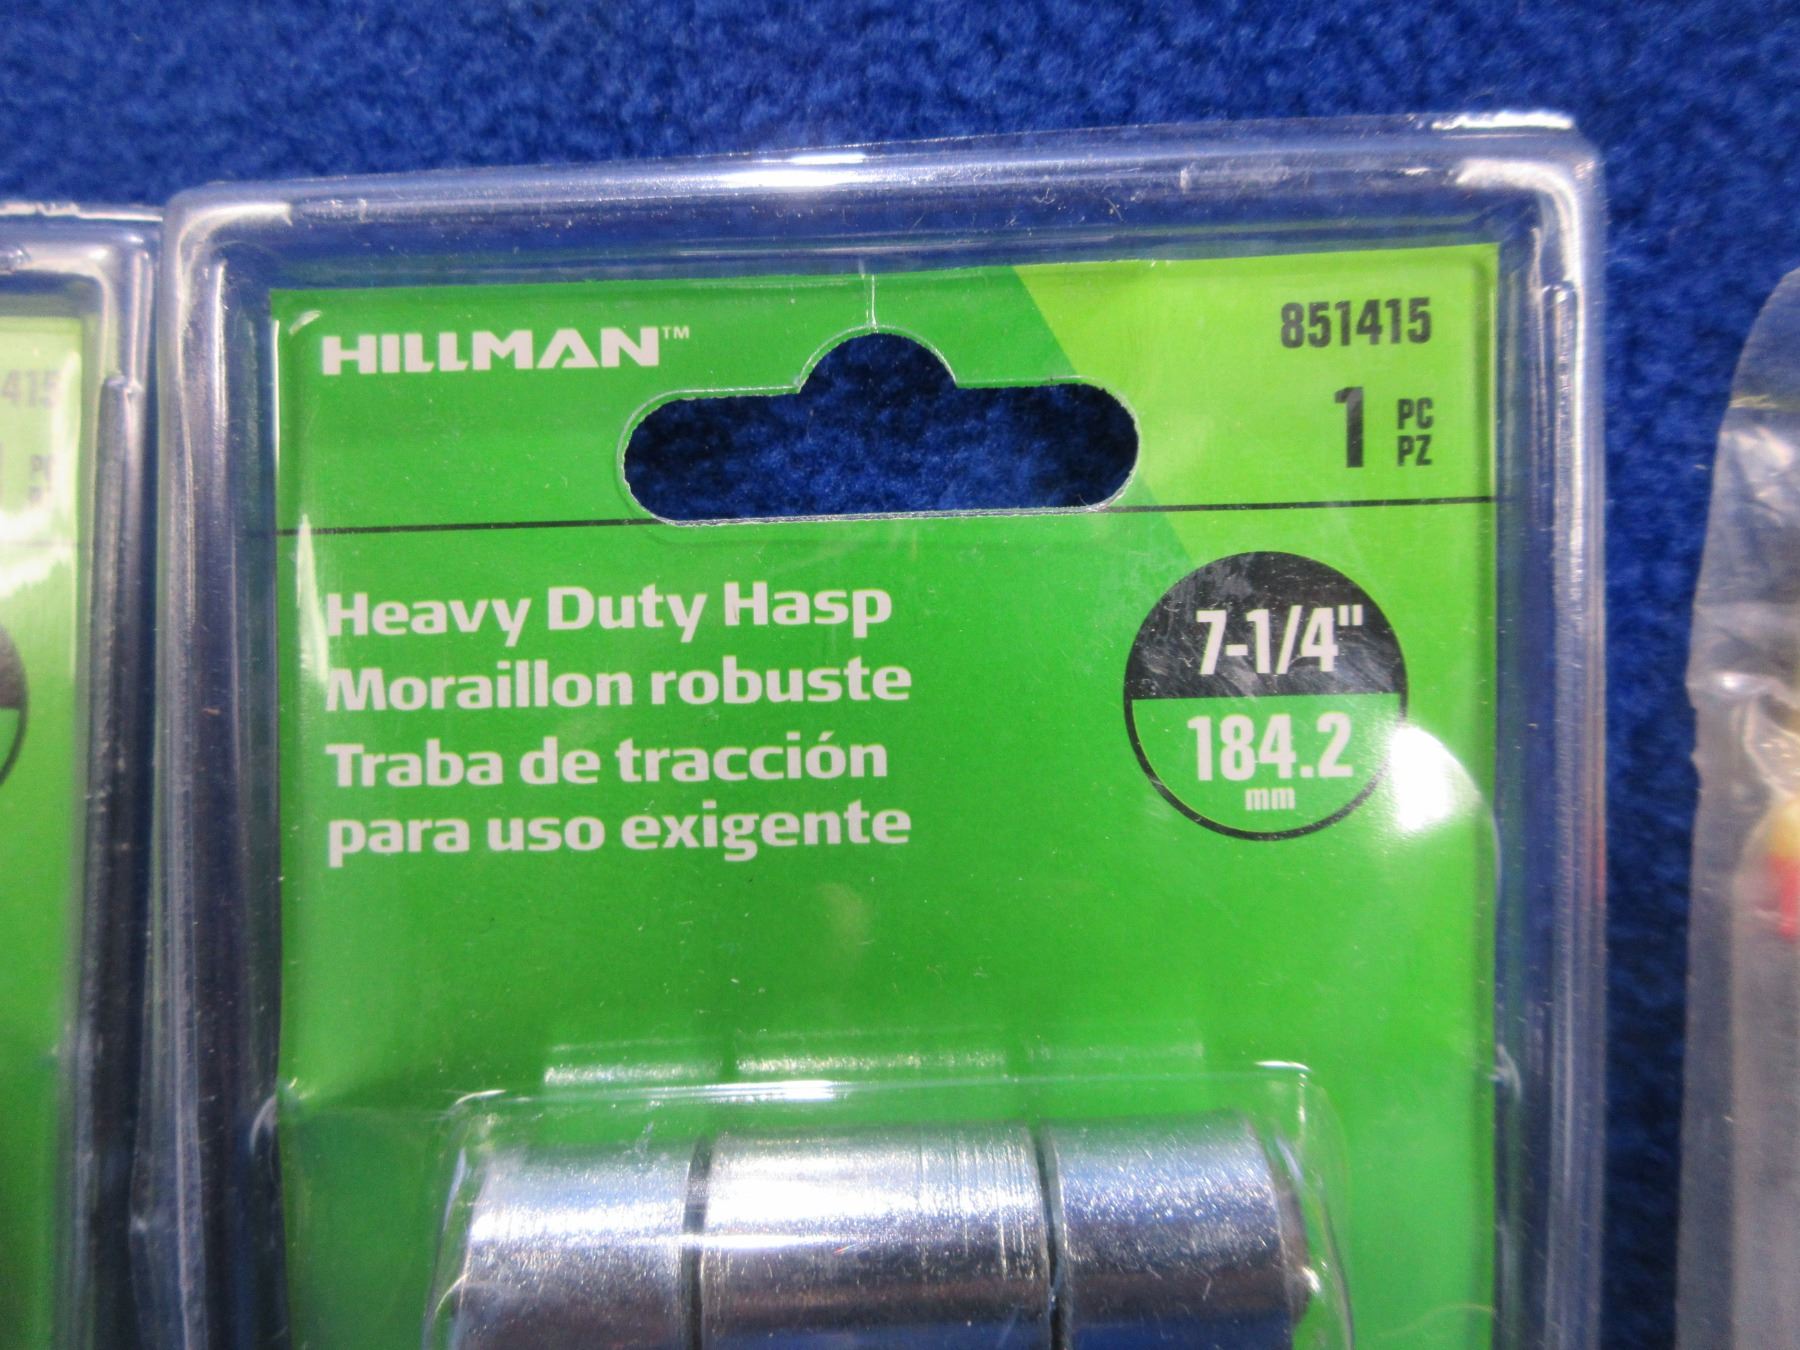 HILLMAN™
851415
1 PC
PZ
Heavy Duty Hasp
Moraillon robuste
Traba de tracción
para uso exigente
7-1/4"
184.2
mm
415